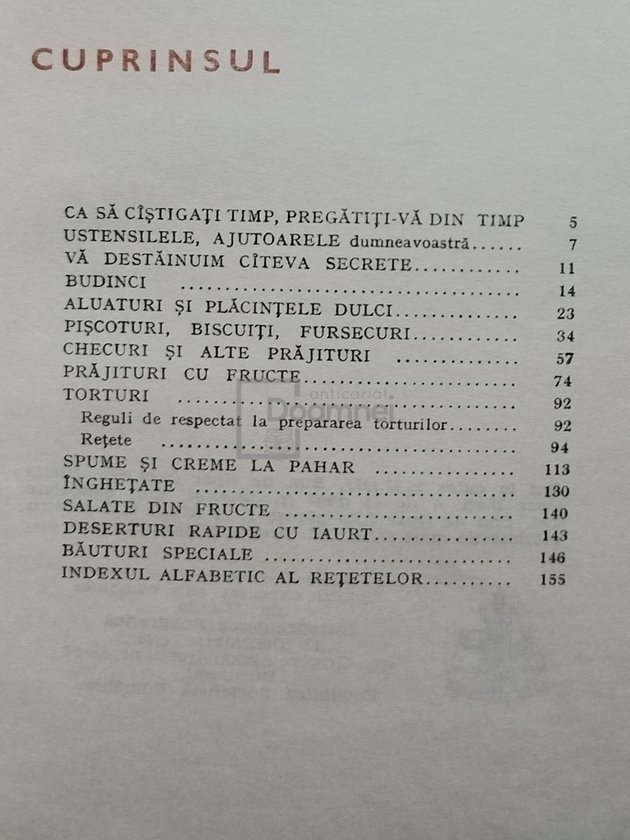 CUPRINSUL
CA SĂ CÎȘTIGAȚI TIMP, PREGĂTIȚI-VĂ DIN TIMP 5
USTENSILELE, AJUTOARELE dumneavoastră...... 7
VĂ DESTĂINUIM CÎTEVA SECRETE............ 11
BUDINCI .................................. 14
ALUATURI ȘI PLĂCINȚELE DULCI.............. 23
PIȘCOTURI, BISCUIȚI, FURSECURI............ 34
CHECURI ȘI ALTE PRĂJITURI ............. 57
PRĂJITURI CU FRUCTE....................... 74
TORTURI .................................. 92
Reguli de respectat la prepararea torturilor........ 92
Rețete .................................... 94
SPUME ȘI CREME LA PAHAR ............... 113
ÎNGHEȚATE ................................ 130
SALATE DIN FRUCTE ........................ 140
DESERTURI RAPIDE CU IAURT............... 143
BĂUTURI SPECIALE .......................... 146
INDEXUL ALFABETIC AL REȚETELOR.......... 155
anticariat
Doamnei